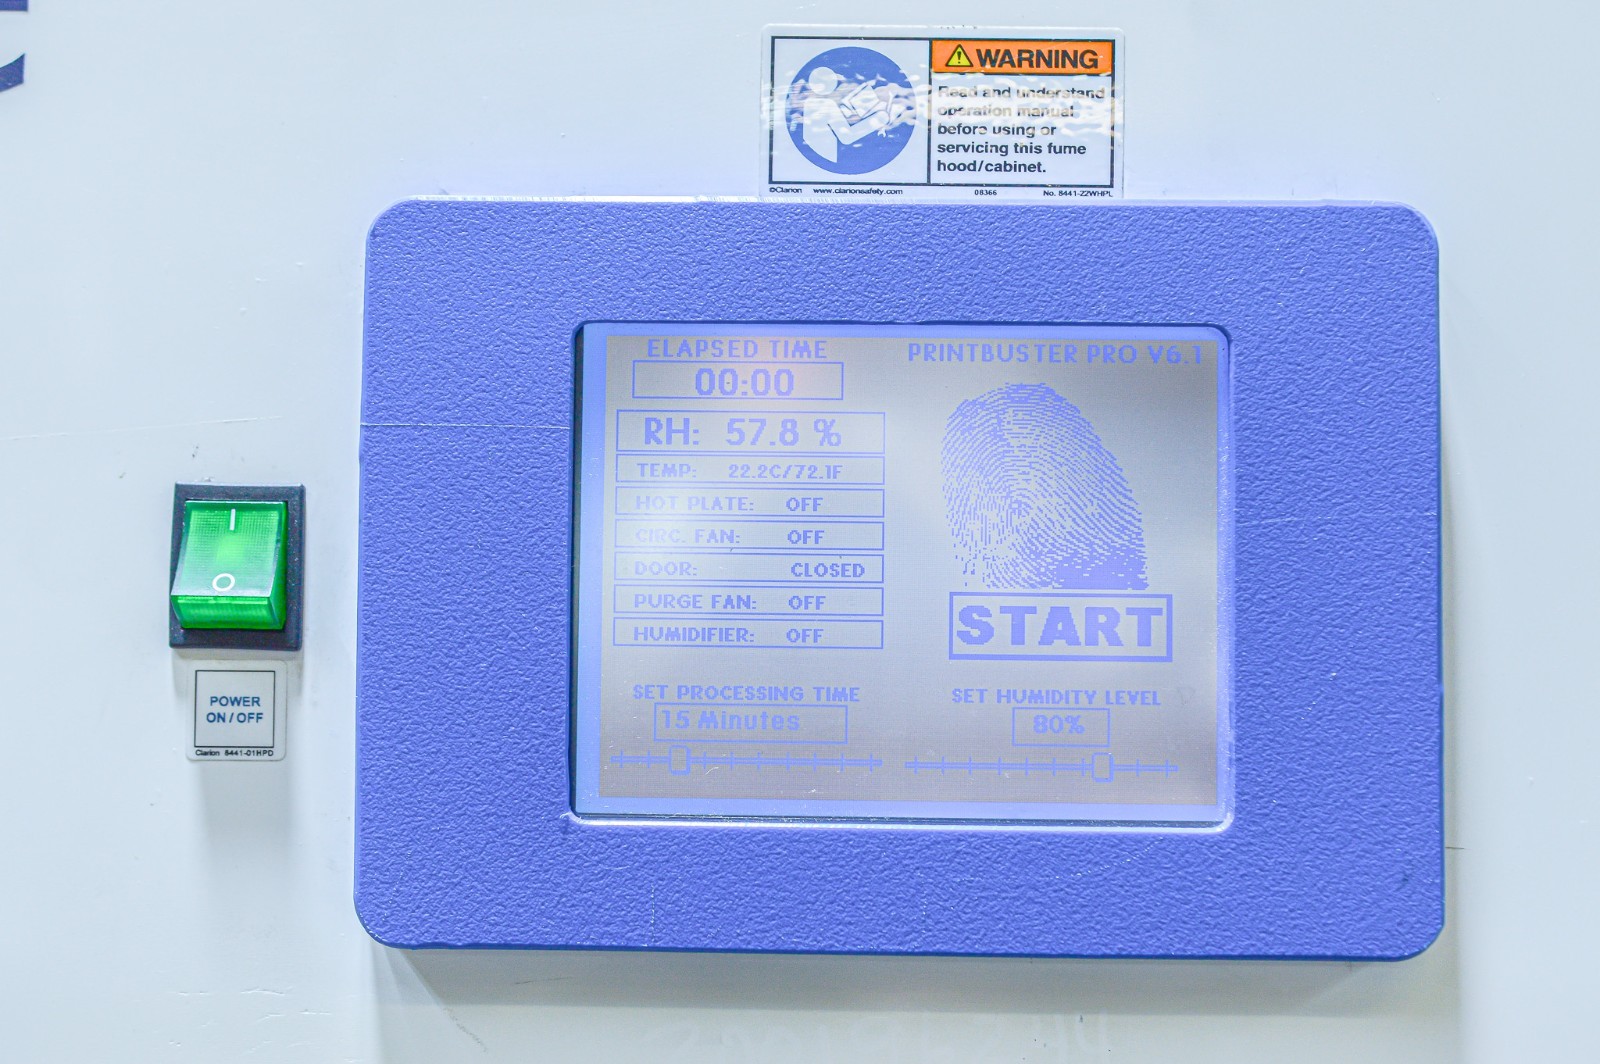 WARNING
Read and understand
operation manual
before using or
servicing this fume
hood/cabinet.
©Clarion www.clarionsafety.com 08366 No. 8441-22WHPL
ELAPSED TIME
00:00
RH: 57.8 %
TEMP: 22.2C/72.1F
HOT PLATE: OFF
CIRC. FAN: OFF
DOOR: CLOSED
PURGE FAN: OFF
HUMIDIFIER: OFF
SET PROCESSING TIME
15 Minutes
PRINTBUSTER PRO V6.1
START
SET HUMIDITY LEVEL
80%
POWER
ON / OFF
Clarion 8441-01HPD